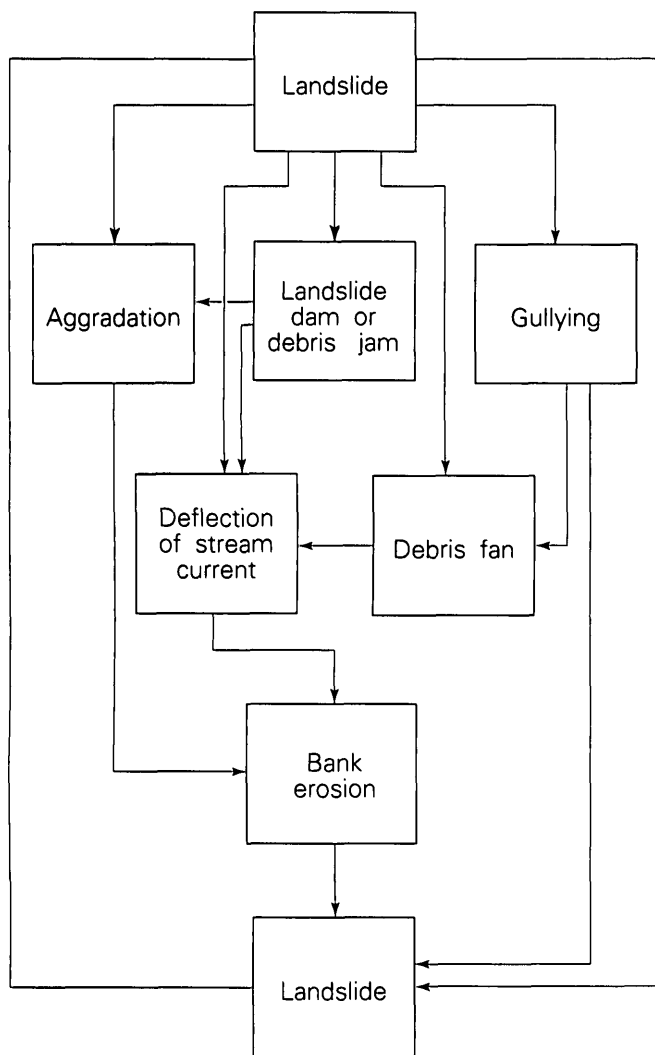 Landslide
Aggradation
Landslide
dam or
debris jam
Gullying
Deflection
of stream
current
Debris fan
Bank
erosion
Landslide